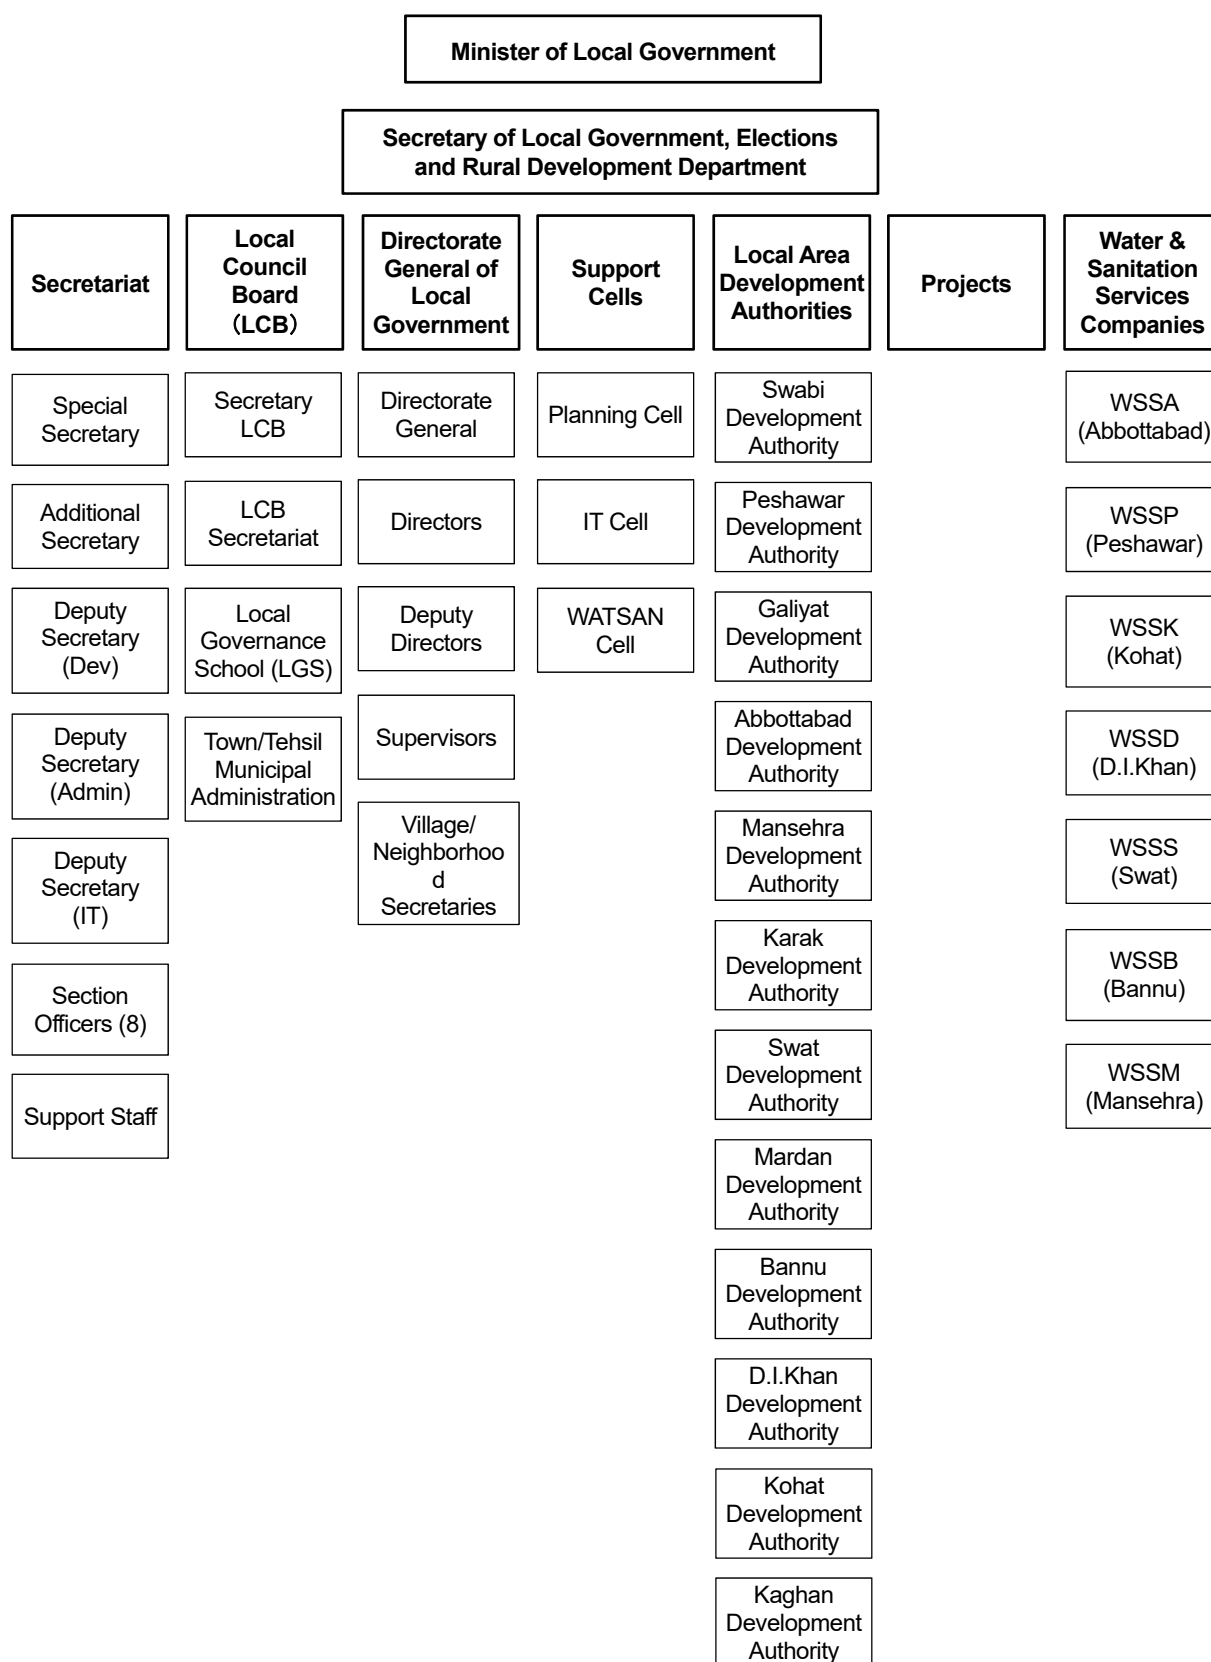 Minister of Local Government
Secretary of Local Government, Elections
and Rural Development Department
Secretariat
Local
Council
Board
（LCB）
Directorate
General of
Local
Government
Support
Cells
Local Area
Development
Authorities
Projects
Water &
Sanitation
Services
Companies
Special
Secretary
Additional
Secretary
Deputy
Secretary
(Dev)
Deputy
Secretary
(Admin)
Deputy
Secretary
(IT)
Section
Officers (8)
Support Staff
Secretary
LCB
LCB
Secretariat
Local
Governance
School (LGS)
Town/Tehsil
Municipal
Administration
Directorate
General
Directors
Deputy
Directors
Supervisors
Village/
Neighborhoo
d
Secretaries
Planning Cell
IT Cell
WATSAN
Cell
Swabi
Development
Authority
Peshawar
Development
Authority
Galiyat
Development
Authority
Abbottabad
Development
Authority
Mansehra
Development
Authority
Karak
Development
Authority
Swat
Development
Authority
Mardan
Development
Authority
Bannu
Development
Authority
D.I.Khan
Development
Authority
Kohat
Development
Authority
Kaghan
Development
Authority
WSSA
(Abbottabad)
WSSP
(Peshawar)
WSSK
(Kohat)
WSSD
(D.I.Khan)
WSSS
(Swat)
WSSB
(Bannu)
WSSM
(Mansehra)